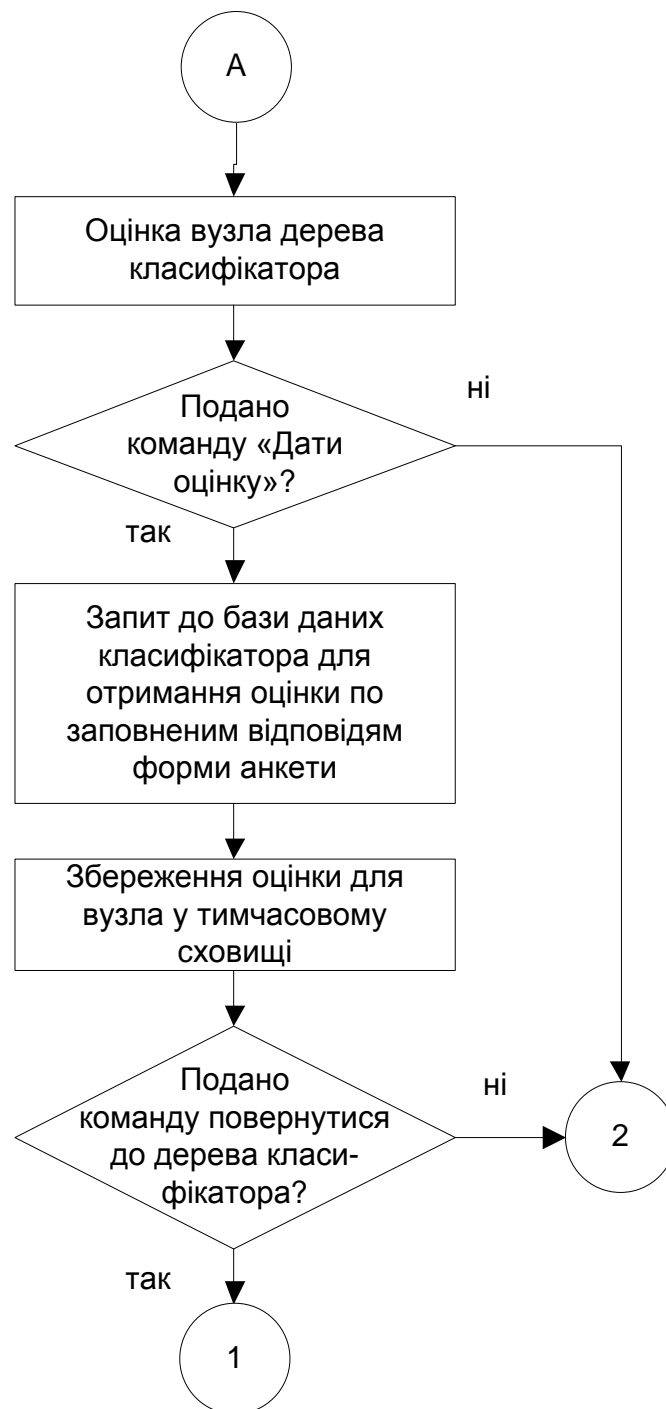 А
Оцінка вузла дерева
класифікатора
Подано
команду «Дати
оцінку»?
ні
так
Запит до бази даних
класифікатора для
отримання оцінки по
заповненим відповідям
форми анкети
Збереження оцінки для
вузла у тимчасовому
сховищі
Подано
команду повернутися
до дерева класи-
фікатора?
ні
2
так
1